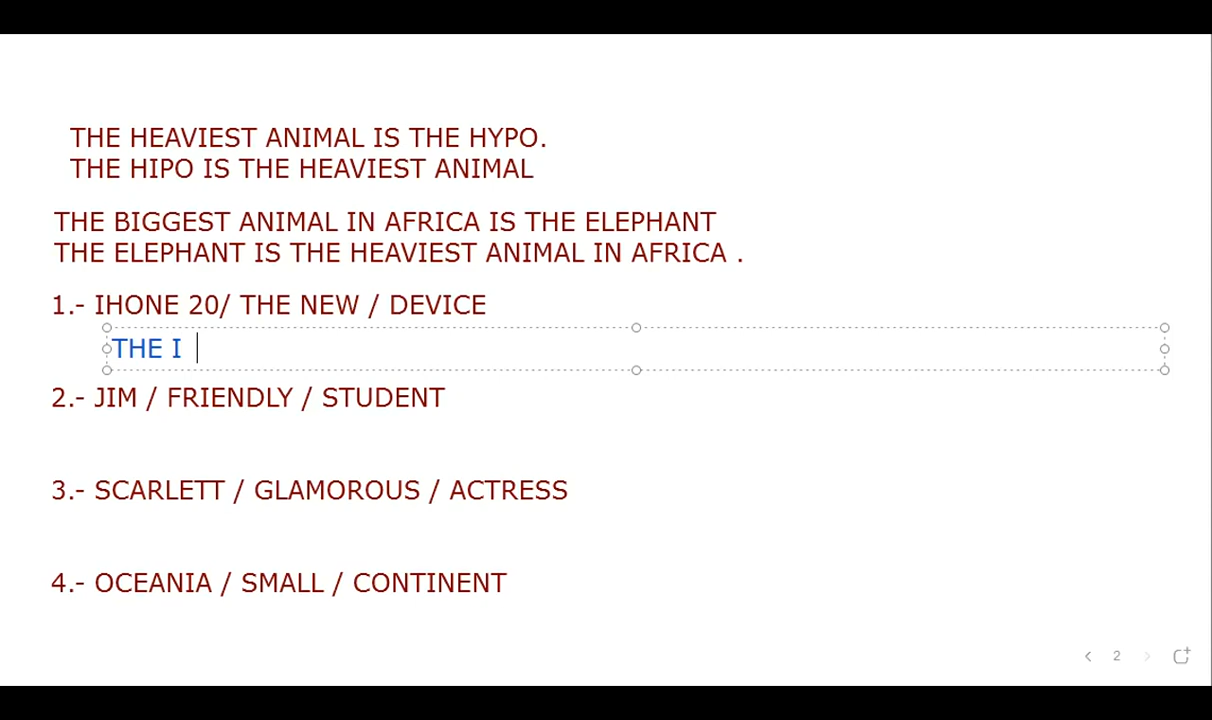 THE HEAVIEST ANIMAL IS THE HYPO.
THE HIPO IS THE HEAVIEST ANIMAL
THE BIGGEST ANIMAL IN AFRICA IS THE ELEPHANT
THE ELEPHANT IS THE HEAVIEST ANIMAL IN AFRICA .
1.- IHONE 20/ THE NEW / DEVICE
THE I
2.- JIM / FRIENDLY / STUDENT
3.- SCARLETT / GLAMOROUS / ACTRESS
4.- OCEANIA / SMALL / CONTINENT
2